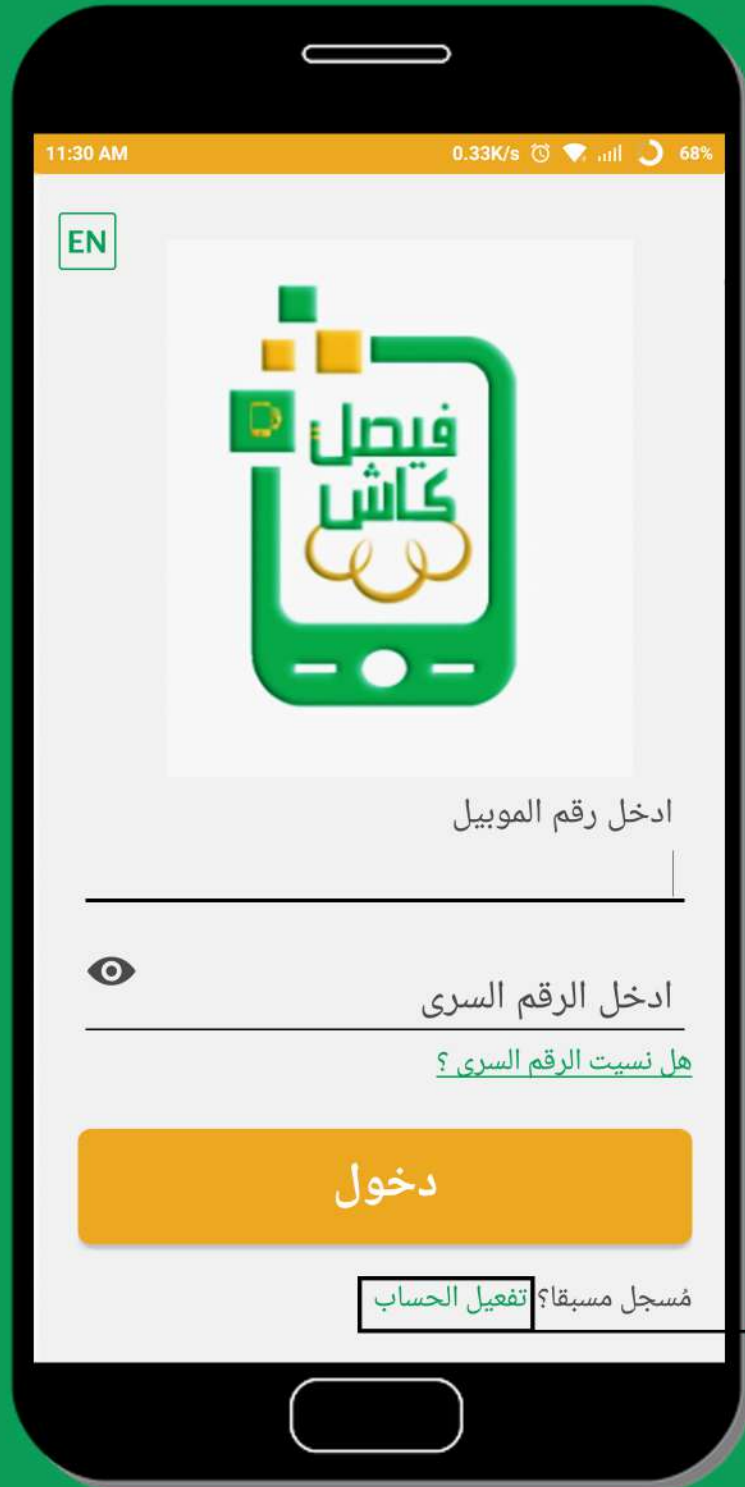 11:30 AM 0.33K/s 68%
EN
فيصل
كاش
ادخل رقم الموبيل
ادخل الرقم السرى
هل نسيت الرقم السرى ؟
دخول
مُسجل مسبقا؟ تفعيل الحساب